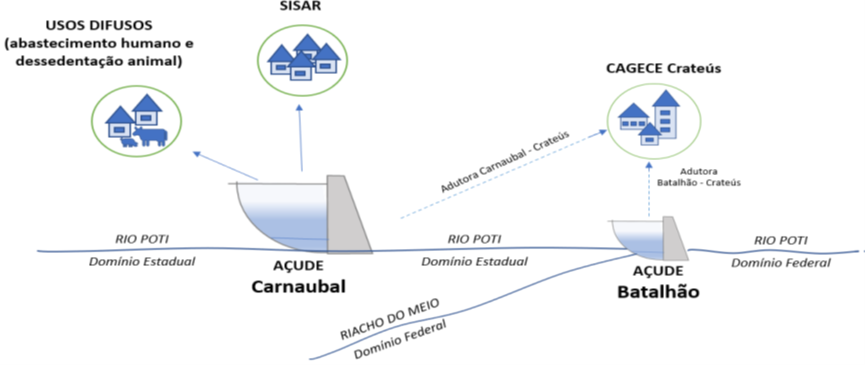 SISAR
USOS DIFUSOS
(abastecimento humano e
dessedentação animal)
CAGECE Crateús
Adutora Carnaubal - Crateús
Adutora
Batalhão - Crateús
RIO POTI
Domínio Estadual
AÇUDE
Carnaubal
RIO POTI
Domínio Estadual
AÇUDE
Batalhão
RIO POTI
Domínio Federal
RIACHO DO MEIO
Domínio Federal